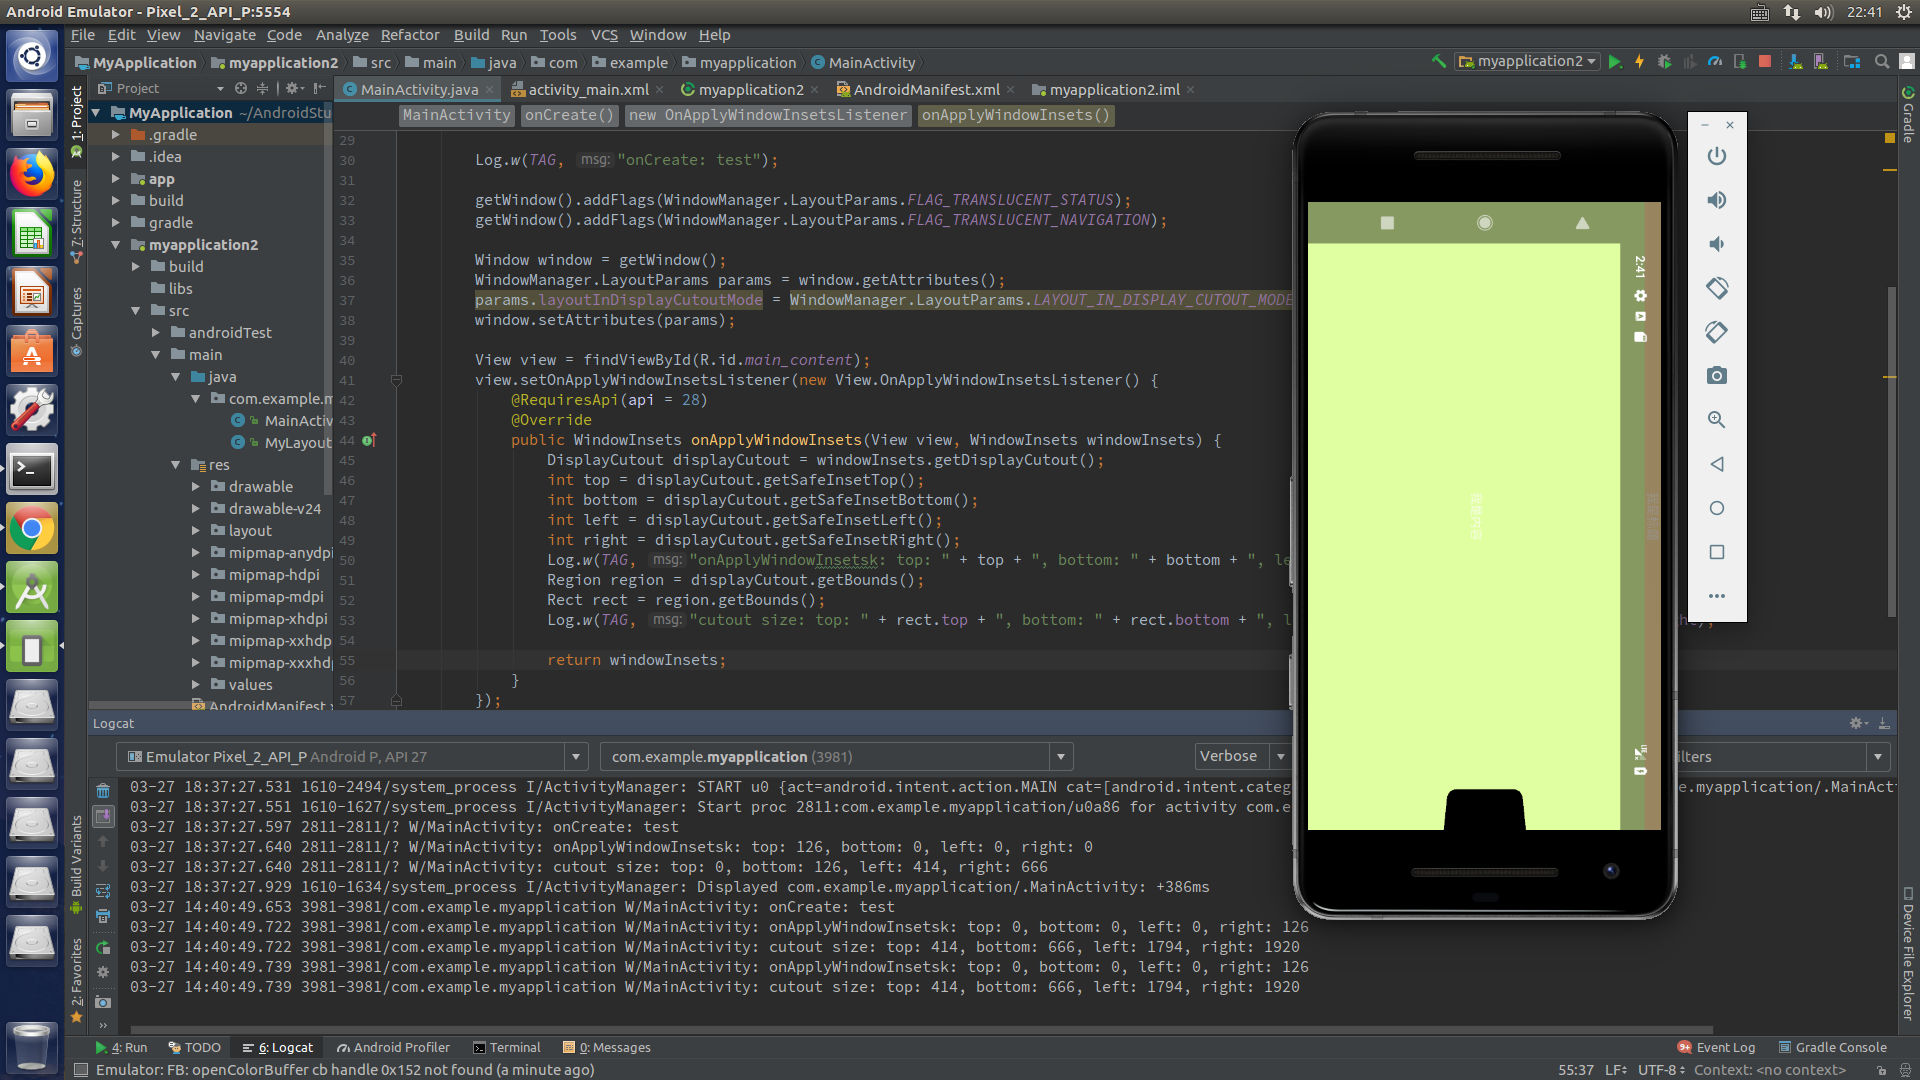 Android Emulator - Pixel_2_API_P:5554
22:41
File Edit View Navigate Code Analyze Refactor Build Run Tools VCS Window Help
MyApplication myapplication2 src main java com example myapplication MainActivity
myapplication2
Project
MainActivity.java activity_main.xml myapplication2 AndroidManifest.xml myapplication2.iml
MainActivity onCreate() new OnApplyWindowInsetsListener onApplyWindowInsets()
1: Project
7: Structure
Captures
Build Variants
2: Favorites
Gradle
Device File Explorer
MyApplication ~/AndroidStu
.gradle
.idea
app
build
gradle
myapplication2
build
libs
src
androidTest
main
java
com.example.m
MainActiv
MyLayout
res
drawable
drawable-v24
layout
mipmap-anydpi
mipmap-hdpi
mipmap-mdpi
mipmap-xhdpi
mipmap-xxhdp
mipmap-xxxhdp
values
AndroidManifest.x
29
30 Log.w(TAG, msg: "onCreate: test");
31
32 getWindow().addFlags(WindowManager.LayoutParams.FLAG_TRANSLUCENT_STATUS);
33 getWindow().addFlags(WindowManager.LayoutParams.FLAG_TRANSLUCENT_NAVIGATION);
34
35 Window window = getWindow();
36 WindowManager.LayoutParams params = window.getAttributes();
37 params.layoutInDisplayCutoutMode = WindowManager.LayoutParams.LAYOUT_IN_DISPLAY_CUTOUT_MODE
38 window.setAttributes(params);
39
40 View view = findViewById(R.id.main_content);
41 view.setOnApplyWindowInsetsListener(new View.OnApplyWindowInsetsListener() {
42 @RequiresApi(api = 28)
43 @Override
44 public WindowInsets onApplyWindowInsets(View view, WindowInsets windowInsets) {
45 DisplayCutout displayCutout = windowInsets.getDisplayCutout();
46 int top = displayCutout.getSafeInsetTop();
47 int bottom = displayCutout.getSafeInsetBottom();
48 int left = displayCutout.getSafeInsetLeft();
49 int right = displayCutout.getSafeInsetRight();
50 Log.w(TAG, msg: "onApplyWindowInsetsk: top: " + top + ", bottom: " + bottom + ", le
51 Region region = displayCutout.getBounds();
52 Rect rect = region.getBounds();
53 Log.w(TAG, msg: "cutout size: top: " + rect.top + ", bottom: " + rect.bottom + ", l
54
55 return windowInsets;
56 }
57 });
2:41
Logcat
Emulator Pixel_2_API_P Android P, API 27
com.example.myapplication (3981)
Verbose
ilters
03-27 18:37:27.531 1610-2494/system_process I/ActivityManager: START u0 {act=android.intent.action.MAIN cat=[android.intent.categ e.myapplication/.MainAct
03-27 18:37:27.551 1610-1627/system_process I/ActivityManager: Start proc 2811:com.example.myapplication/u0a86 for activity com.e
03-27 18:37:27.597 2811-2811/? W/MainActivity: onCreate: test
03-27 18:37:27.640 2811-2811/? W/MainActivity: onApplyWindowInsetsk: top: 126, bottom: 0, left: 0, right: 0
03-27 18:37:27.640 2811-2811/? W/MainActivity: cutout size: top: 0, bottom: 126, left: 414, right: 666
03-27 18:37:27.929 1610-1634/system_process I/ActivityManager: Displayed com.example.myapplication/.MainActivity: +386ms
03-27 14:40:49.653 3981-3981/com.example.myapplication W/MainActivity: onCreate: test
03-27 14:40:49.722 3981-3981/com.example.myapplication W/MainActivity: onApplyWindowInsetsk: top: 0, bottom: 0, left: 0, right: 126
03-27 14:40:49.722 3981-3981/com.example.myapplication W/MainActivity: cutout size: top: 414, bottom: 666, left: 1794, right: 1920
03-27 14:40:49.739 3981-3981/com.example.myapplication W/MainActivity: onApplyWindowInsetsk: top: 0, bottom: 0, left: 0, right: 126
03-27 14:40:49.739 3981-3981/com.example.myapplication W/MainActivity: cutout size: top: 414, bottom: 666, left: 1794, right: 1920
4: Run TODO 6: Logcat Android Profiler Terminal 0: Messages Event Log Gradle Console
Emulator: FB: openColorBuffer cb handle 0x152 not found (a minute ago) 55:37 LF UTF-8 Context: <no context>